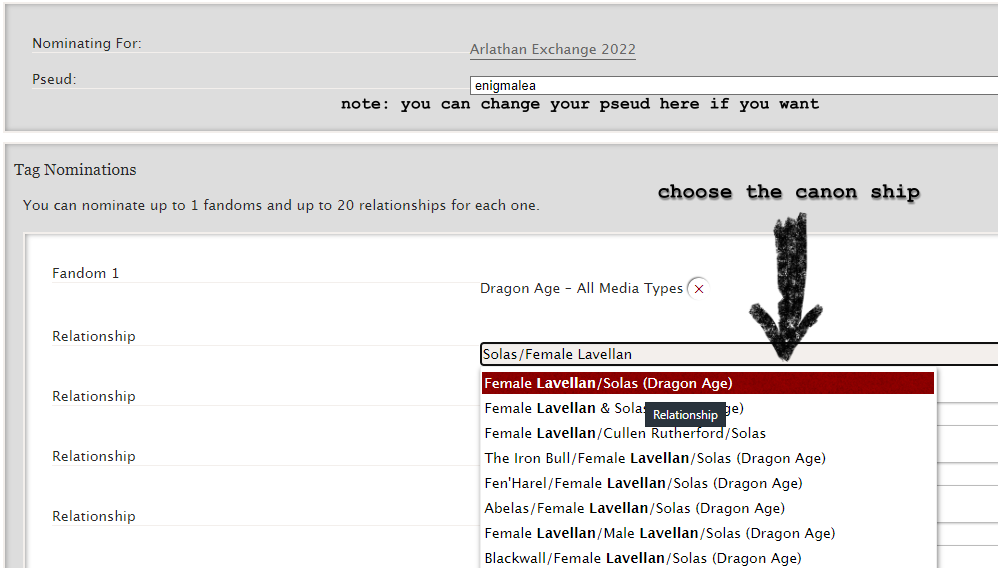 Nominating For:
Arlathan Exchange 2022
Pseud:
enigmalea
note: you can change your pseud here if you want
Tag Nominations
choose the canon ship
You can nominate up to 1 fandoms and up to 20 relationships for each one.
Fandom 1
Dragon Age – All Media Types
Relationship
Solas/Female Lavellan
Female Lavellan/Solas (Dragon Age)
Relationship
Female Lavellan & Solas
Relationship
Female Lavellan/Cullen Rutherford/Solas
Relationship
The Iron Bull/Female Lavellan/Solas (Dragon Age)
Fen'Harel/Female Lavellan/Solas (Dragon Age)
Abelas/Female Lavellan/Solas (Dragon Age)
Relationship
Female Lavellan/Male Lavellan/Solas (Dragon Age)
Blackwall/Female Lavellan/Solas (Dragon Age)